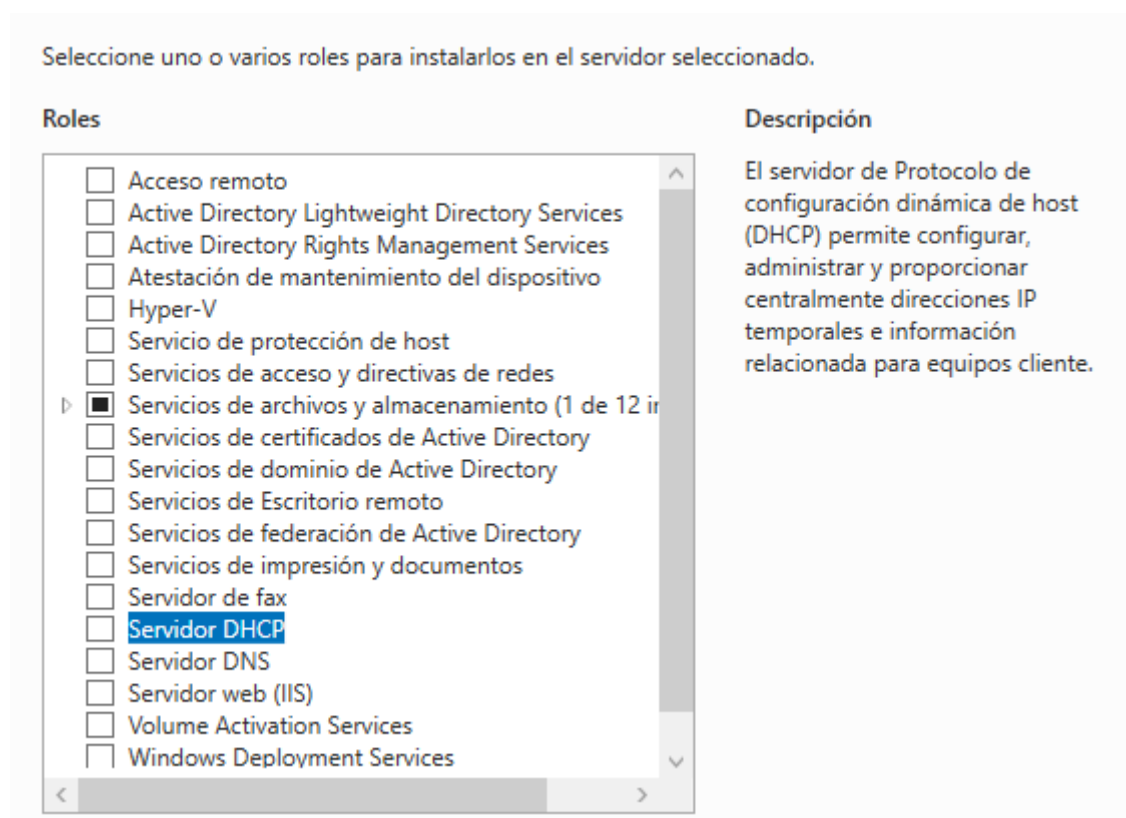 Seleccione uno o varios roles para instalarlos en el servidor seleccionado.
Roles
Acceso remoto
Active Directory Lightweight Directory Services
Active Directory Rights Management Services
Atestación de mantenimiento del dispositivo
Hyper-V
Servicio de protección de host
Servicios de acceso y directivas de redes
Servicios de archivos y almacenamiento (1 de 12 in
Servicios de certificados de Active Directory
Servicios de dominio de Active Directory
Servicios de Escritorio remoto
Servicios de federación de Active Directory
Servicios de impresión y documentos
Servidor de fax
Servidor DHCP
Servidor DNS
Servidor web (IIS)
Volume Activation Services
Windows Deployment Services
Descripción
El servidor de Protocolo de
configuración dinámica de host
(DHCP) permite configurar,
administrar y proporcionar
centralmente direcciones IP
temporales e información
relacionada para equipos cliente.